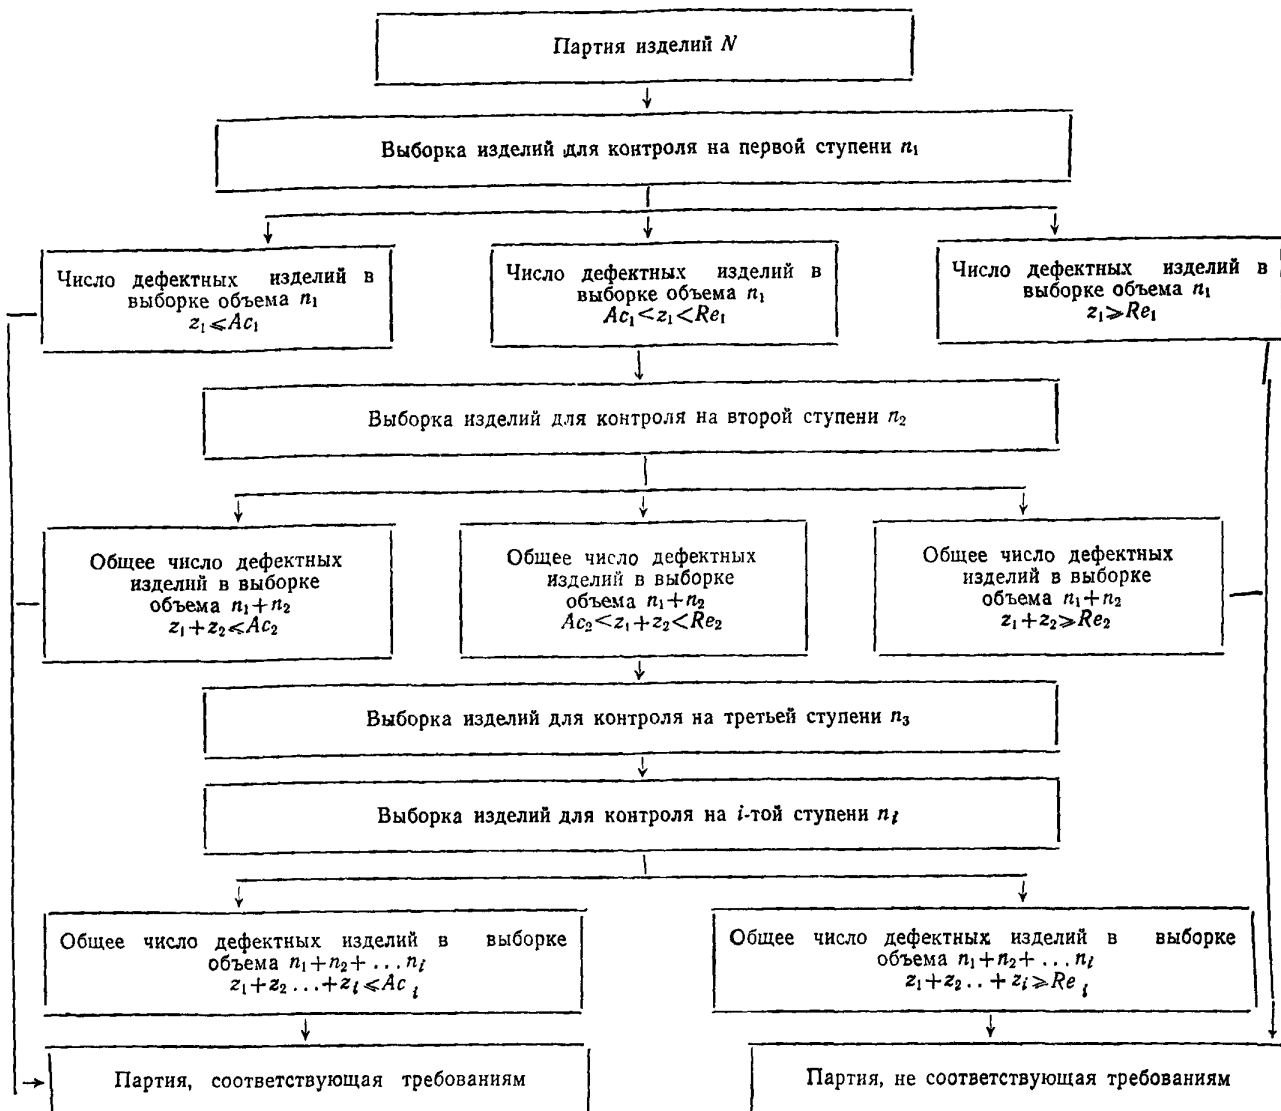 Партия изделий N
Выборка изделий для контроля на первой ступени n₁
Число дефектных изделий в
выборке объема n₁
z₁⩽Ac₁
Число дефектных изделий в
выборке объема n₁
Ac₁<z₁<Re₁
Число дефектных изделий в
выборке объема n₁
z₁⩾Re₁
Выборка изделий для контроля на второй ступени n₂
Общее число дефектных
изделий в выборке
объема n₁+n₂
z₁+z₂⩽Ac₂
Общее число дефектных
изделий в выборке
объема n₁+n₂
Ac₂<z₁+z₂<Re₂
Общее число дефектных
изделий в выборке
объема n₁+n₂
z₁+z₂⩾Re₂
Выборка изделий для контроля на третьей ступени n₃
Выборка изделий для контроля на i-той ступени nᵢ
Общее число дефектных изделий в выборке
объема n₁+n₂+ ...nᵢ
z₁+z₂...+zᵢ⩽Acᵢ
Общее число дефектных изделий в выборке
объема n₁+n₂+ ...nᵢ
z₁+z₂..+zᵢ⩾Reᵢ
Партия, соответствующая требованиям
Партия, не соответствующая требованиям